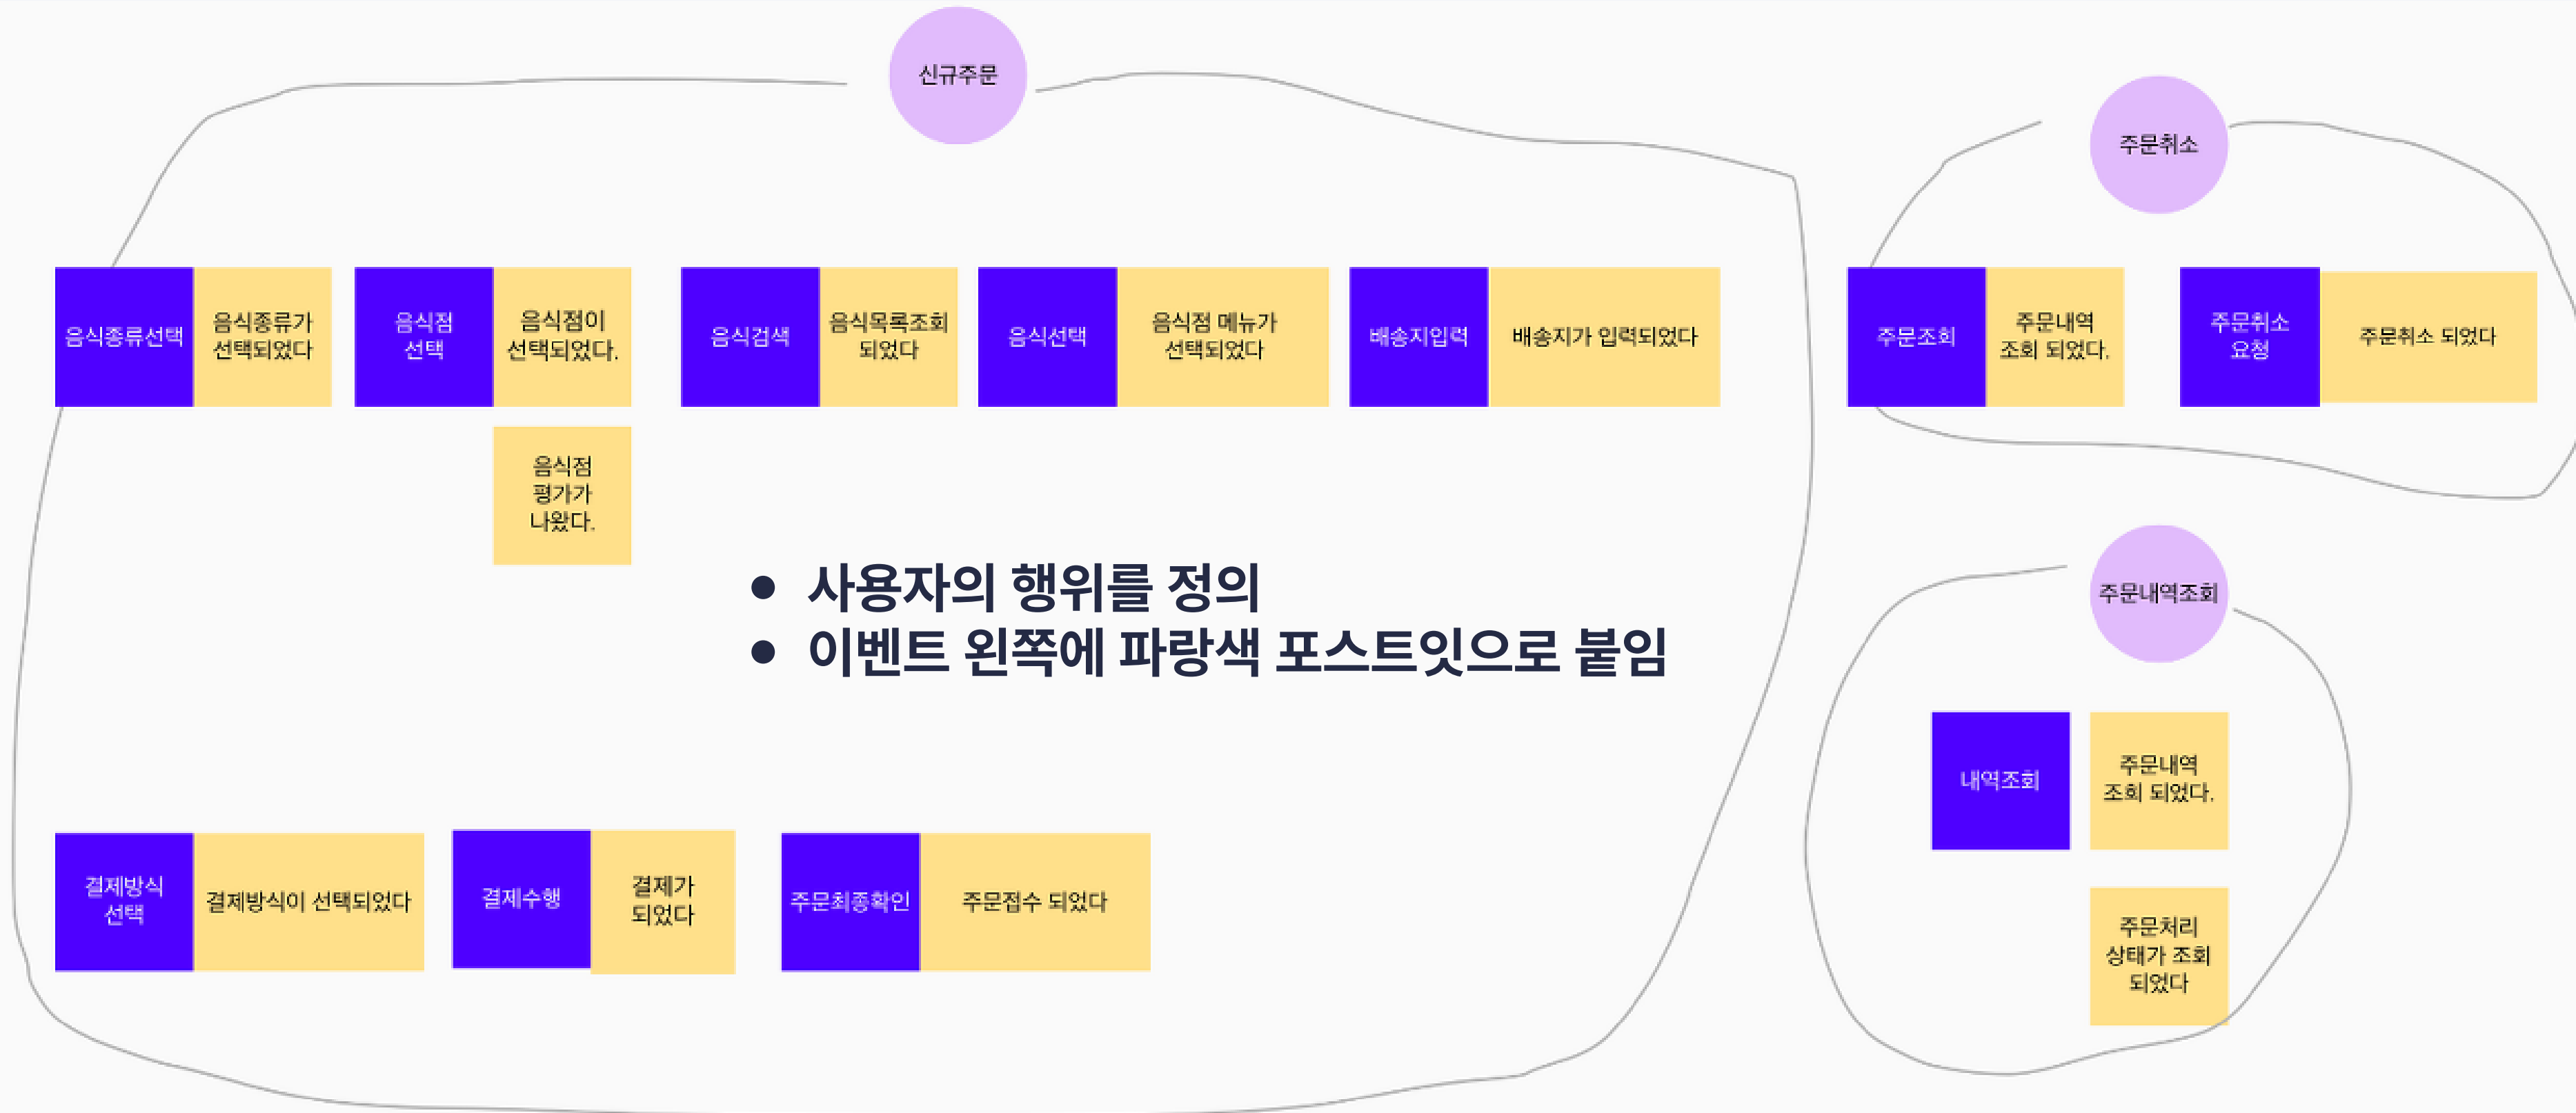 신규주문
주문취소
음식종류선택
음식종류가
선택되었다
음식점
선택
음식점이
선택되었다.
음식검색
음식목록조회
되었다
음식선택
음식점 메뉴가
선택되었다
배송지입력
배송지가 입력되었다
주문조회
주문내역
조회 되었다.
주문취소
요청
주문취소 되었다
음식점
평가가
나왔다.
● 사용자의 행위를 정의
● 이벤트 왼쪽에 파랑색 포스트잇으로 붙임
주문내역조회
내역조회
주문내역
조회 되었다.
주문처리
상태가 조회
되었다
결제방식
선택
결제방식이 선택되었다
결제수행
결제가
되었다
주문최종확인
주문접수 되었다